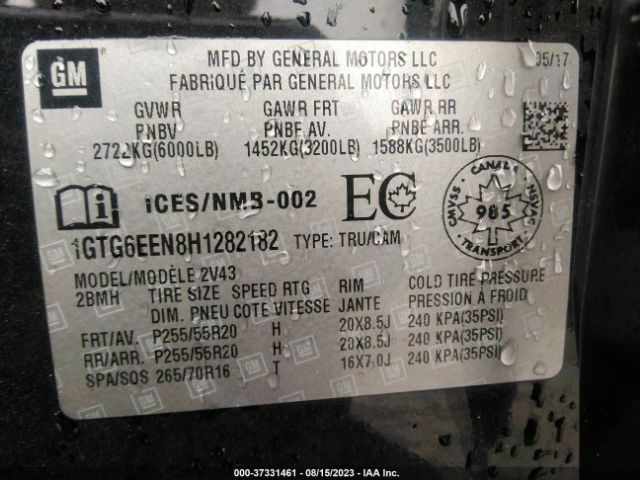 GM
MFD BY GENERAL MOTORS LLC 05/17
FABRIQUÉ PAR GENERAL MOTORS LLC
GVWR GAWR FRT GAWR RR
PNBV PNBE AV. PNBE ARR.
2722KG(6000LB) 1452KG(3200LB) 1588KG(3500LB)
ICES/NMB-002 EC
CANADA CMVSS NSVAC TRANSPORT 985
1GTG6EEN8H1282182 TYPE: TRU/CAM
MODEL/MODÈLE 2V43
2BMH TIRE SIZE SPEED RTG RIM COLD TIRE PRESSURE
DIM. PNEU COTE VITESSE JANTE PRESSION À FROID
FRT/AV. P255/55R20 H 20X8.5J 240 KPA(35PSI)
RR/ARR. P255/55R20 H 20X8.5J 240 KPA(35PSI)
SPA/SOS 265/70R16 T 16X7.0J 240 KPA(35PSI)
000-37331461 - 08/15/2023 - IAA Inc.